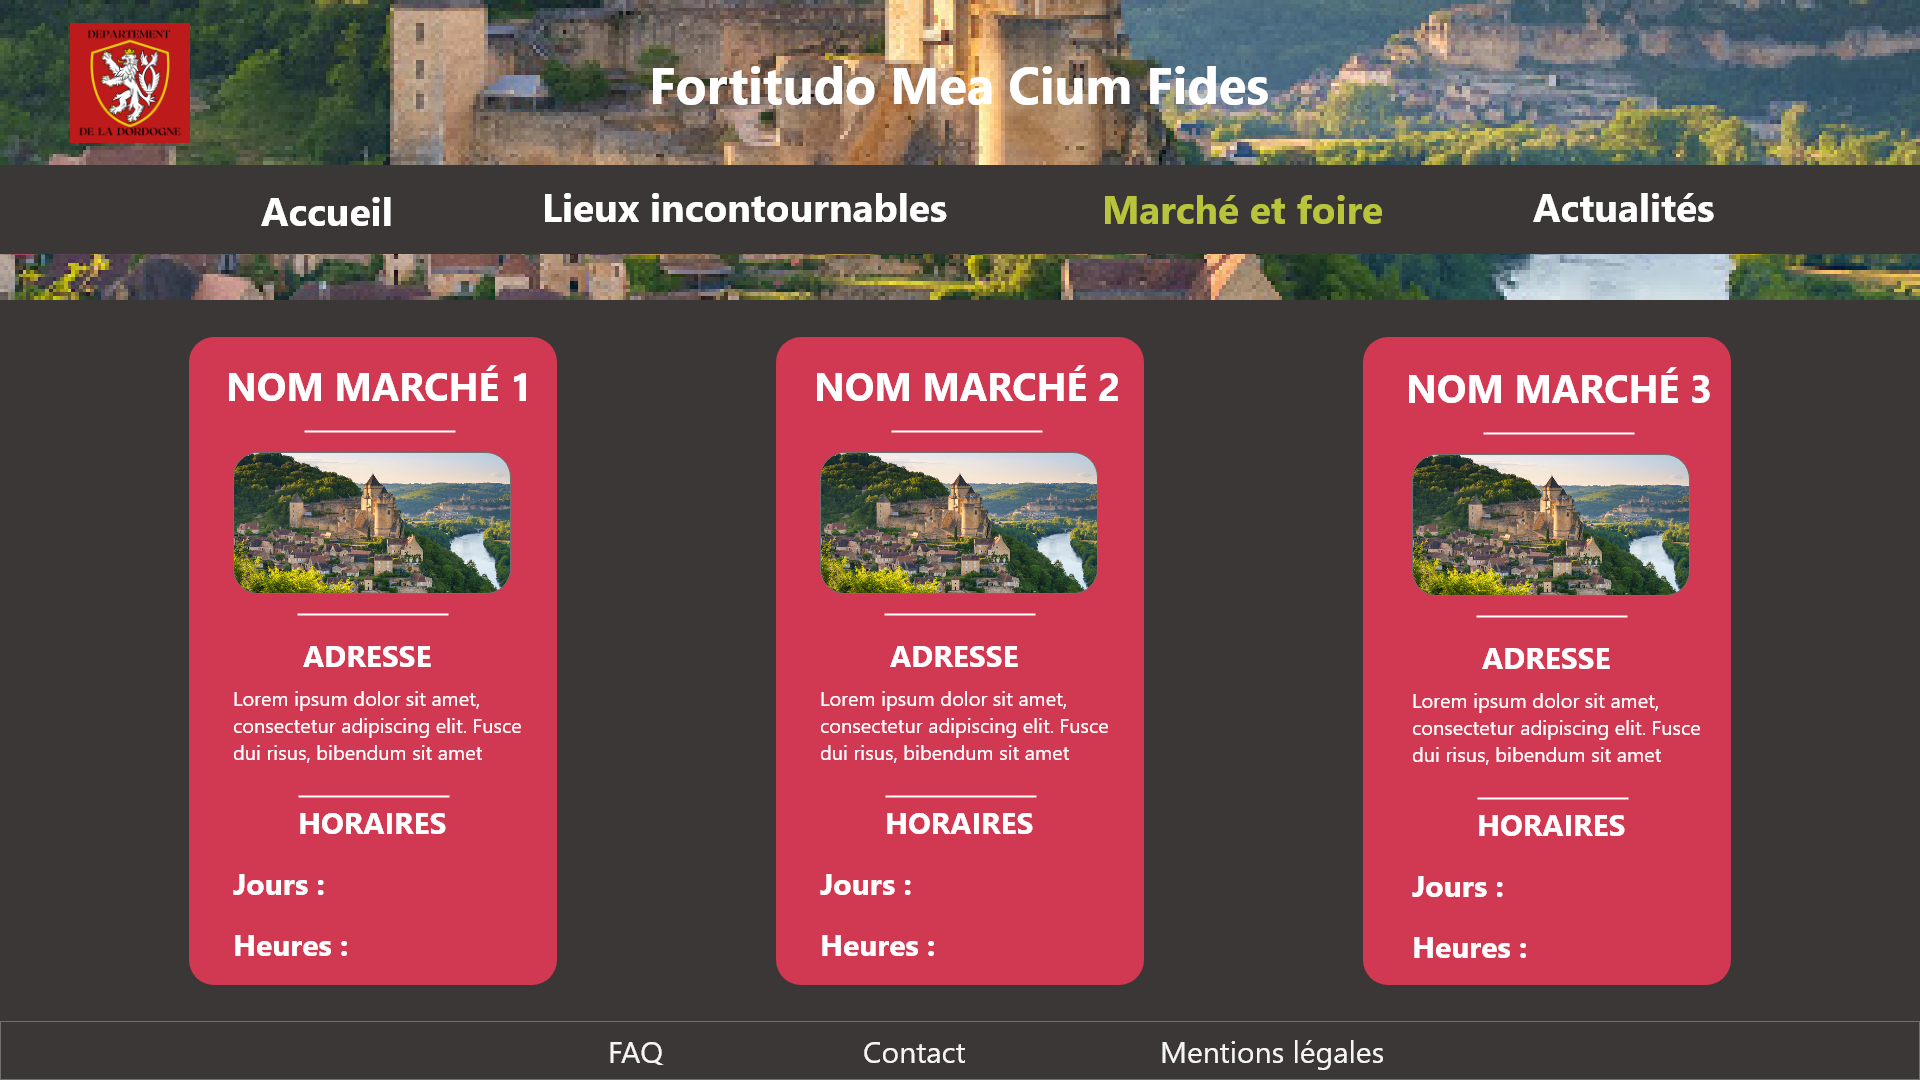 DEPARTEMENT
DE LA DORDOGNE
Fortitudo Mea Cium Fides
Accueil
Lieux incontournables
Marché et foire
Actualités
NOM MARCHÉ 1
ADRESSE
Lorem ipsum dolor sit amet,
consectetur adipiscing elit. Fusce
dui risus, bibendum sit amet
HORAIRES
Jours :
Heures :
NOM MARCHÉ 2
ADRESSE
Lorem ipsum dolor sit amet,
consectetur adipiscing elit. Fusce
dui risus, bibendum sit amet
HORAIRES
Jours :
Heures :
NOM MARCHÉ 3
ADRESSE
Lorem ipsum dolor sit amet,
consectetur adipiscing elit. Fusce
dui risus, bibendum sit amet
HORAIRES
Jours :
Heures :
FAQ
Contact
Mentions légales